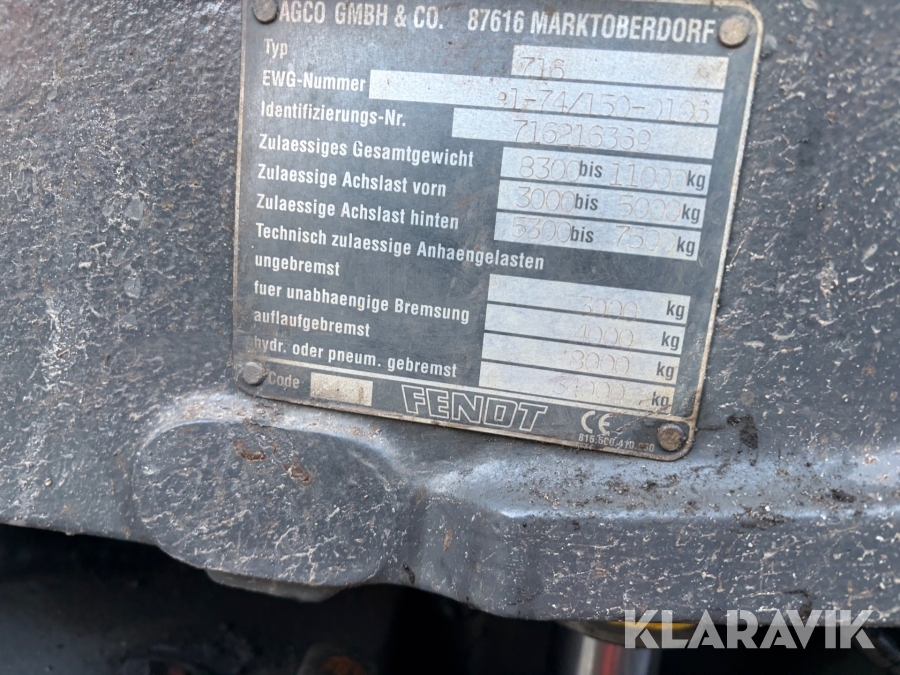 AGCO GMBH & CO. 87616 MARKTOBERDORF
Typ 716
EWG-Nummer e1-74/150-0106
Identifizierungs-Nr. 716216369
Zulaessiges Gesamtgewicht 8300 bis 11000 kg
Zulaessige Achslast vorn 3000 bis 5000 kg
Zulaessige Achslast hinten 5300 bis 7500 kg
Technisch zulaessige Anhaengelasten
ungebremst 3000 kg
fuer unabhaengige Bremsung 4000 kg
auflaufgebremst 8000 kg
hydr. oder pneum. gebremst kg
Code
FENDT CE
KLARAVIK